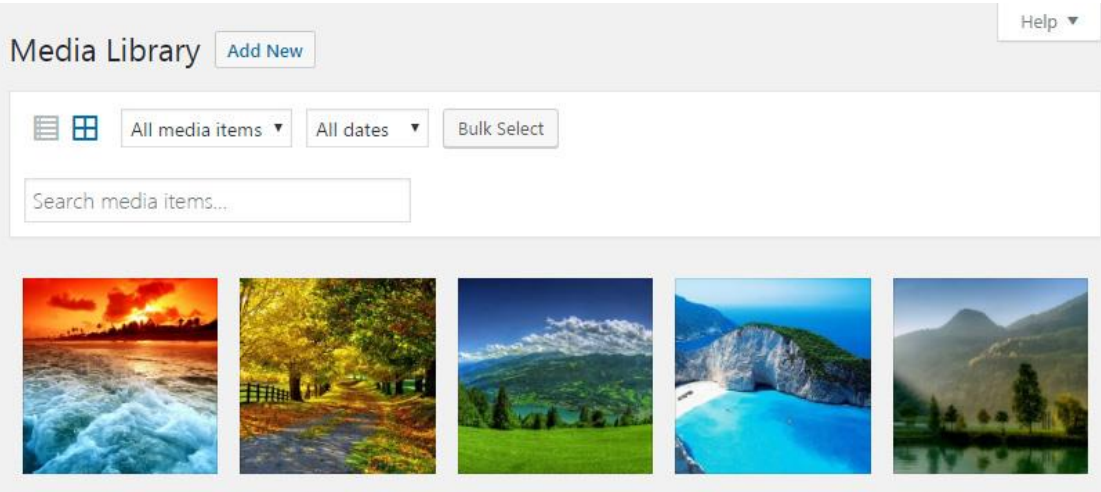 Help
Media Library Add New
All media items All dates Bulk Select
Search media items...